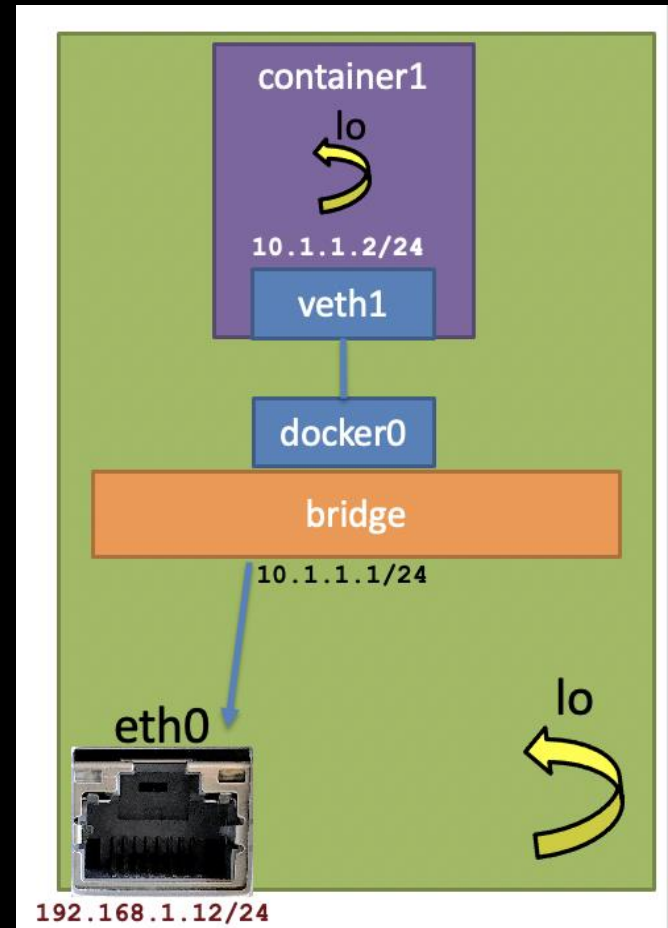 container1
lo
10.1.1.2/24
veth1
docker0
bridge
10.1.1.1/24
lo
eth0
192.168.1.12/24